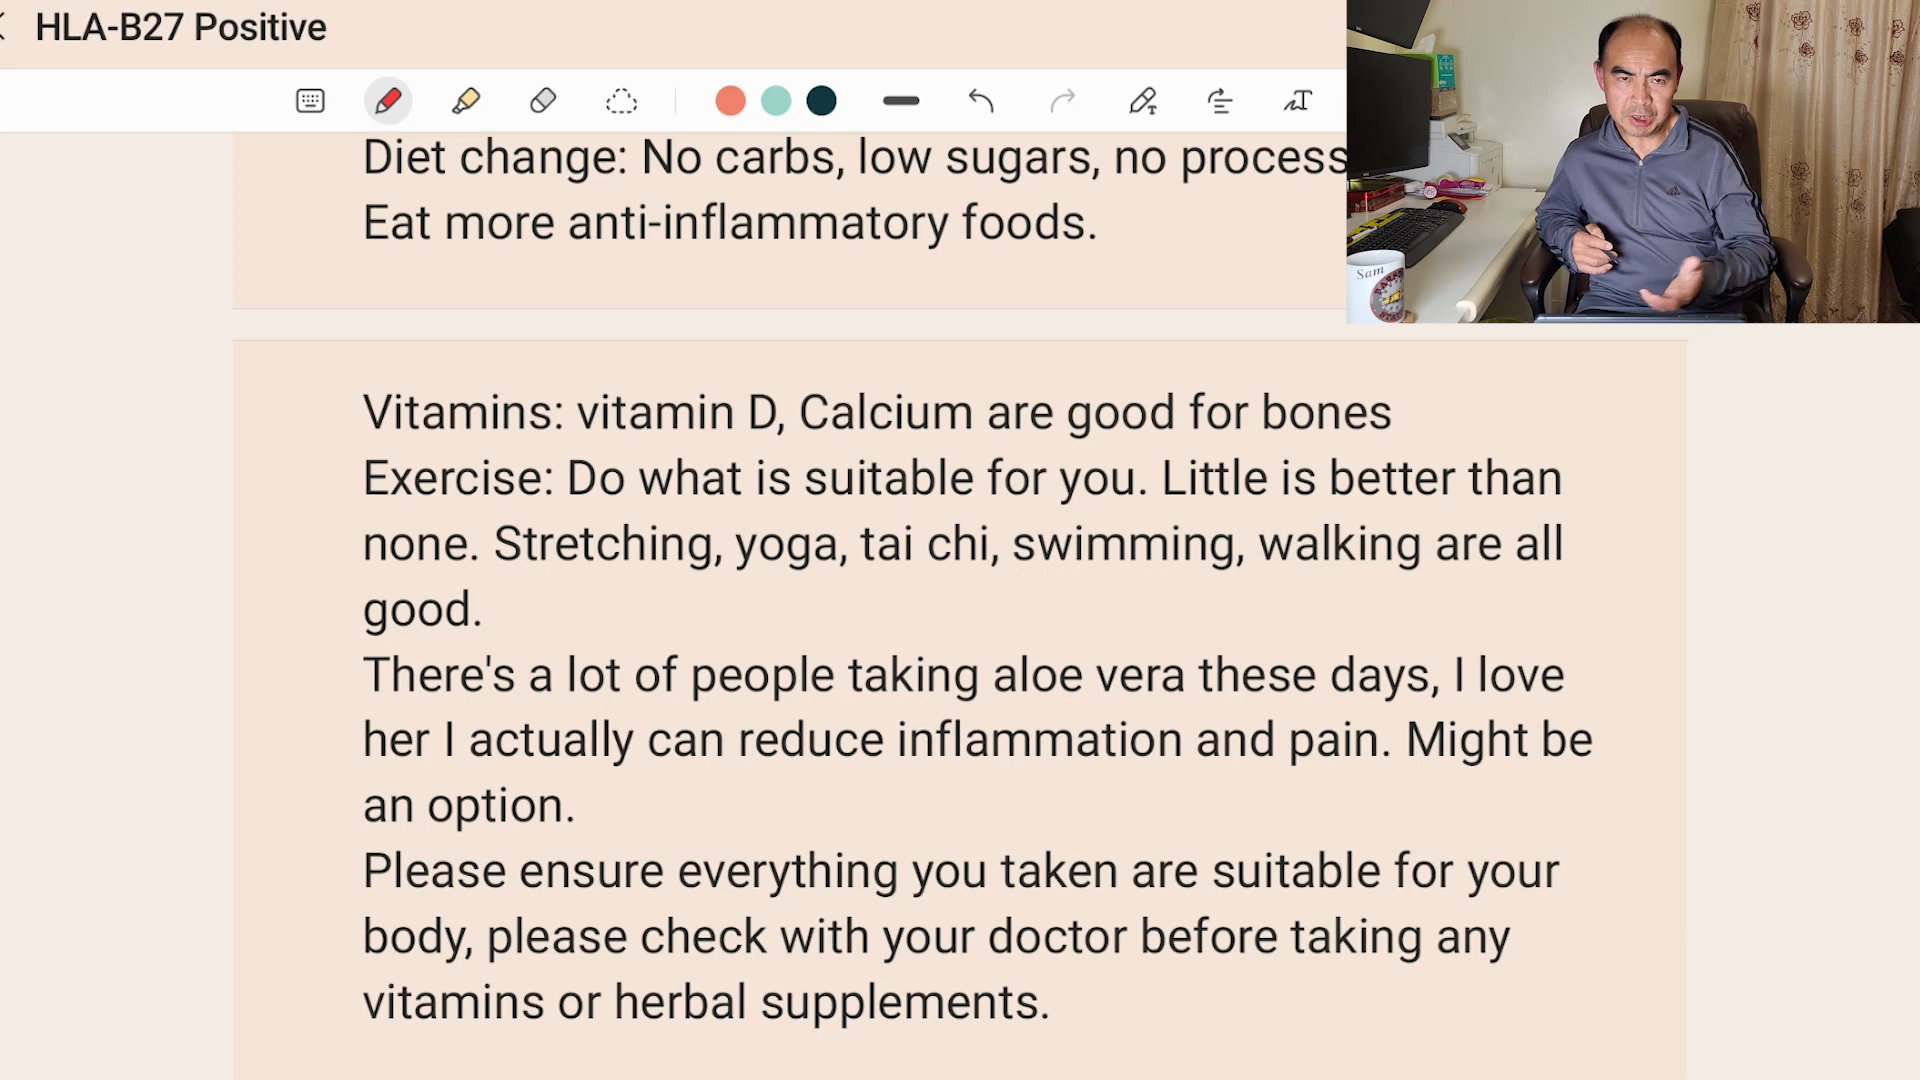 HLA-B27 Positive
Diet change: No carbs, low sugars, no process
Eat more anti-inflammatory foods.
Sam
Vitamins: vitamin D, Calcium are good for bones
Exercise: Do what is suitable for you. Little is better than
none. Stretching, yoga, tai chi, swimming, walking are all
good.
There's a lot of people taking aloe vera these days, I love
her I actually can reduce inflammation and pain. Might be
an option.
Please ensure everything you taken are suitable for your
body, please check with your doctor before taking any
vitamins or herbal supplements.